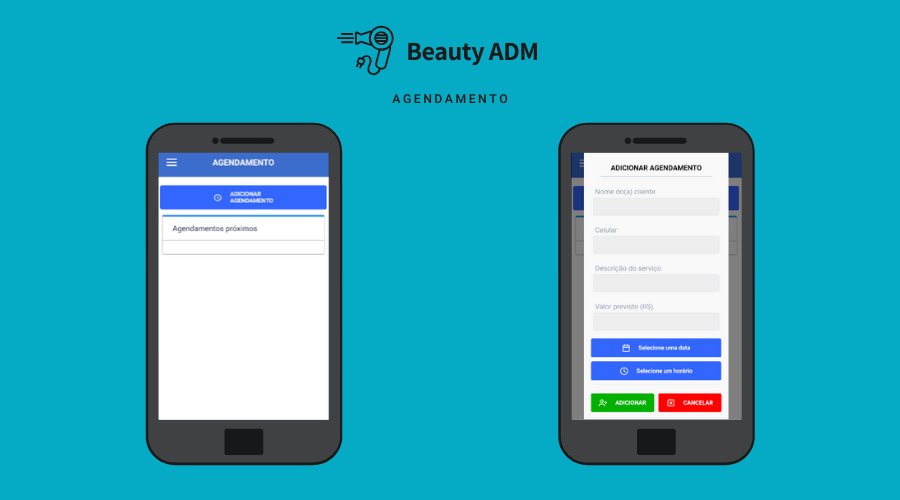 Beauty ADM
AGENDAMENTO
AGENDAMENTO
ADICIONAR
AGENDAMENTO
Agendamentos próximos
ADICIONAR AGENDAMENTO
Nome do(a) cliente
Celular
Descrição do serviço
Valor previsto (R$)
Selecione uma data
Selecione um horário
ADICIONAR
CANCELAR